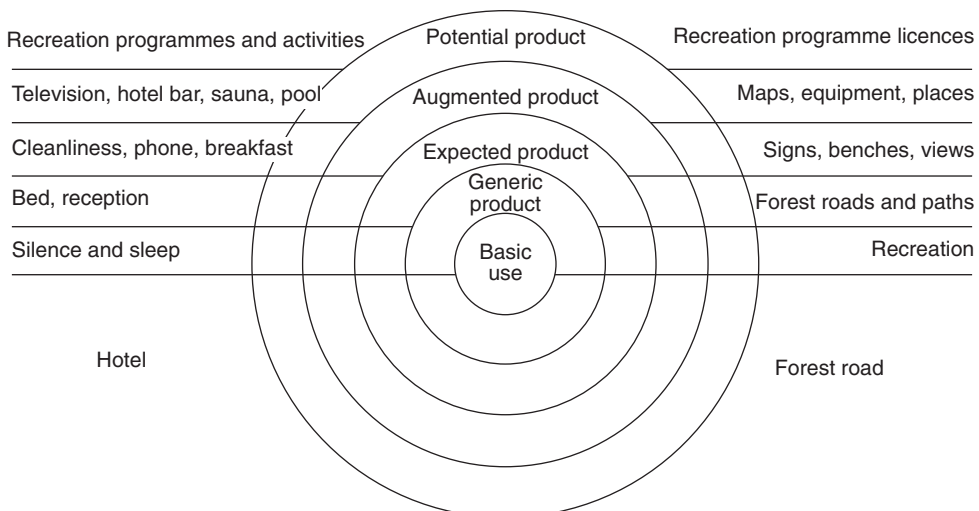 Recreation programmes and activities
Potential product
Recreation programme licences
Television, hotel bar, sauna, pool
Augmented product
Maps, equipment, places
Cleanliness, phone, breakfast
Expected product
Signs, benches, views
Generic
product
Bed, reception
Forest roads and paths
Silence and sleep
Basic
use
Recreation
Hotel
Forest road